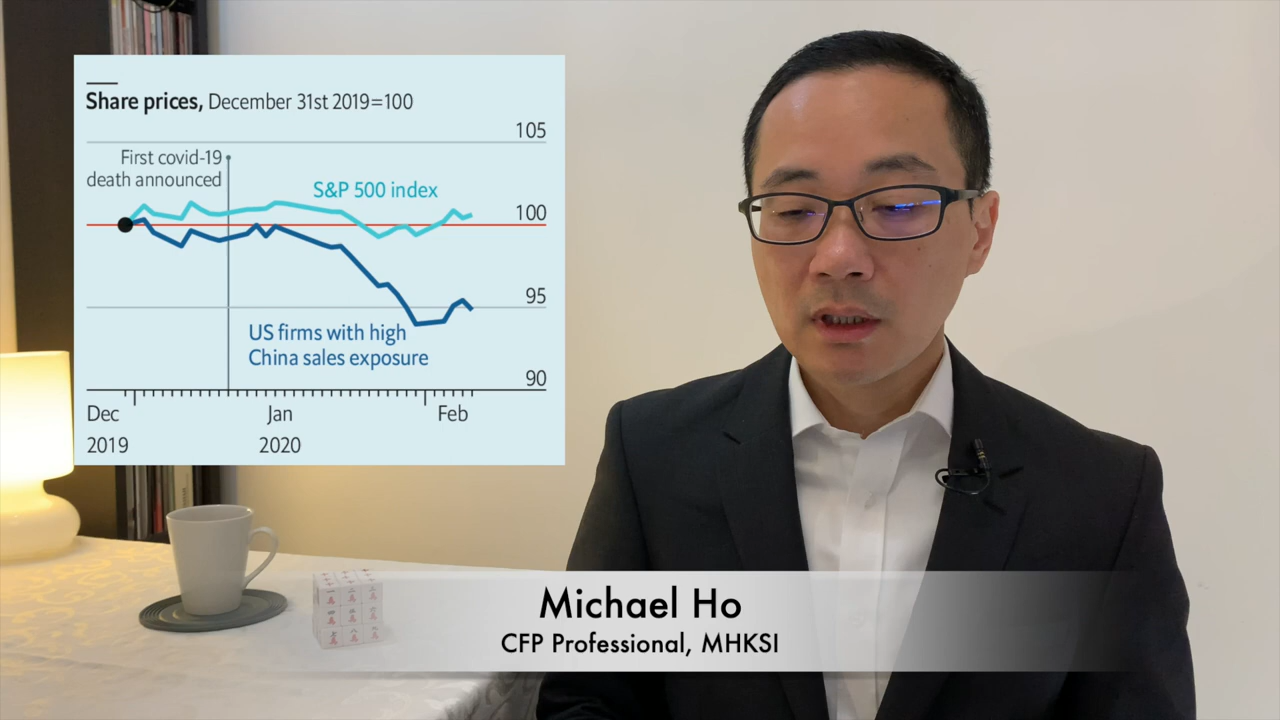 Share prices, December 31st 2019=100
105
First covid-19
death announced
S&P 500 index
100
95
US firms with high
China sales exposure
90
Dec
Jan
Feb
2019
2020
Michael Ho
CFP Professional, MHKSI